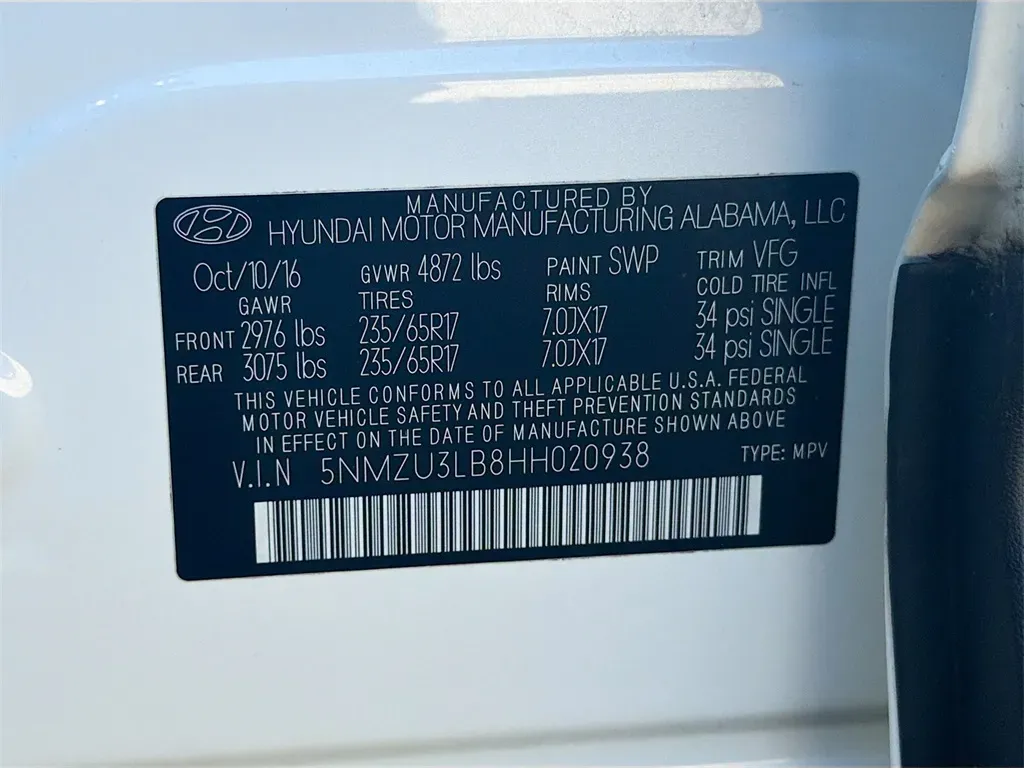 MANUFACTURED BY
HYUNDAI MOTOR MANUFACTURING ALABAMA, LLC
Oct/10/16 GVWR 4872 lbs PAINT SWP TRIM VFG
GAWR TIRES RIMS COLD TIRE INFL
FRONT 2976 lbs 235/65R17 7.0JX17 34 psi SINGLE
REAR 3075 lbs 235/65R17 7.0JX17 34 psi SINGLE
THIS VEHICLE CONFORMS TO ALL APPLICABLE U.S.A. FEDERAL
MOTOR VEHICLE SAFETY AND THEFT PREVENTION STANDARDS
IN EFFECT ON THE DATE OF MANUFACTURE SHOWN ABOVE
V.I.N 5NMZU3LB8HH020938 TYPE: MPV